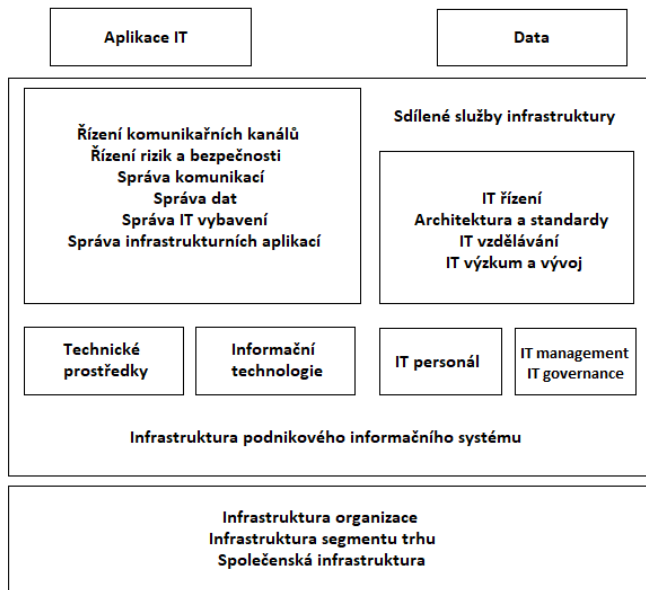 Aplikace IT
Data
Řízení komunikařních kanálů
Řízení rizik a bezpečnosti
Správa komunikací
Správa dat
Správa IT vybavení
Správa infrastrukturních aplikací
Sdílené služby infrastruktury
IT řízení
Architektura a standardy
IT vzdělávání
IT výzkum a vývoj
Technické
prostředky
Informační
technologie
IT personál
IT management
IT governance
Infrastruktura podnikového informačního systému
Infrastruktura organizace
Infrastruktura segmentu trhu
Společenská infrastruktura